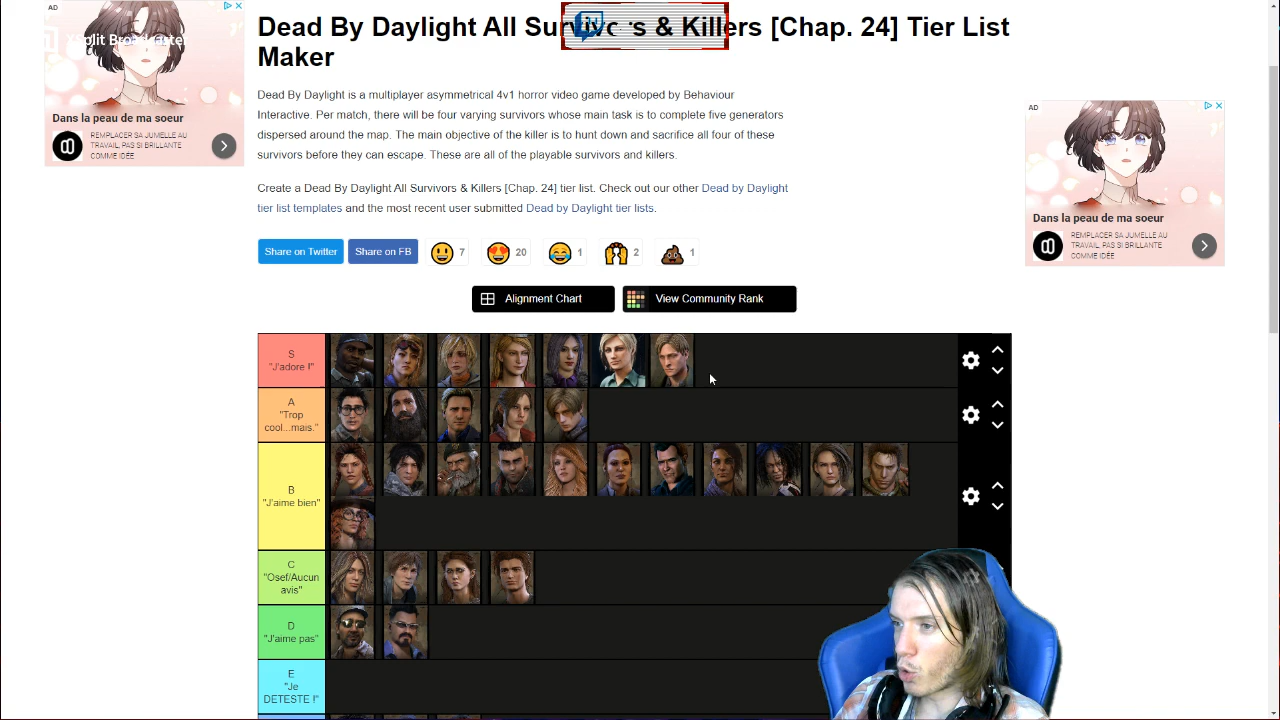 AD
XSplit Broadcaster
Dans la peau de ma soeur
REMPLACER SA JUMELLE AU
TRAVAIL, PAS SI BRILLANTE
COMME IDÉE
Dead By Daylight All Survivors & Killers [Chap. 24] Tier List
Maker
Dead By Daylight is a multiplayer asymmetrical 4v1 horror video game developed by Behaviour
Interactive. Per match, there will be four varying survivors whose main task is to complete five generators
dispersed around the map. The main objective of the killer is to hunt down and sacrifice all four of these
survivors before they can escape. These are all of the playable survivors and killers.
Create a Dead By Daylight All Survivors & Killers [Chap. 24] tier list. Check out our other Dead by Daylight
tier list templates and the most recent user submitted Dead by Daylight tier lists.
Share on Twitter
Share on FB
7
20
1
2
1
AD
Dans la peau de ma soeur
REMPLACER SA JUMELLE AU
TRAVAIL, PAS SI BRILLANTE
COMME IDÉE
Alignment Chart
View Community Rank
S
"J'adore !"
A
"Trop
cool...mais."
B
"J'aime bien"
C
"Osef/Aucun
avis"
D
"J'aime pas"
E
"Je
DETESTE !"